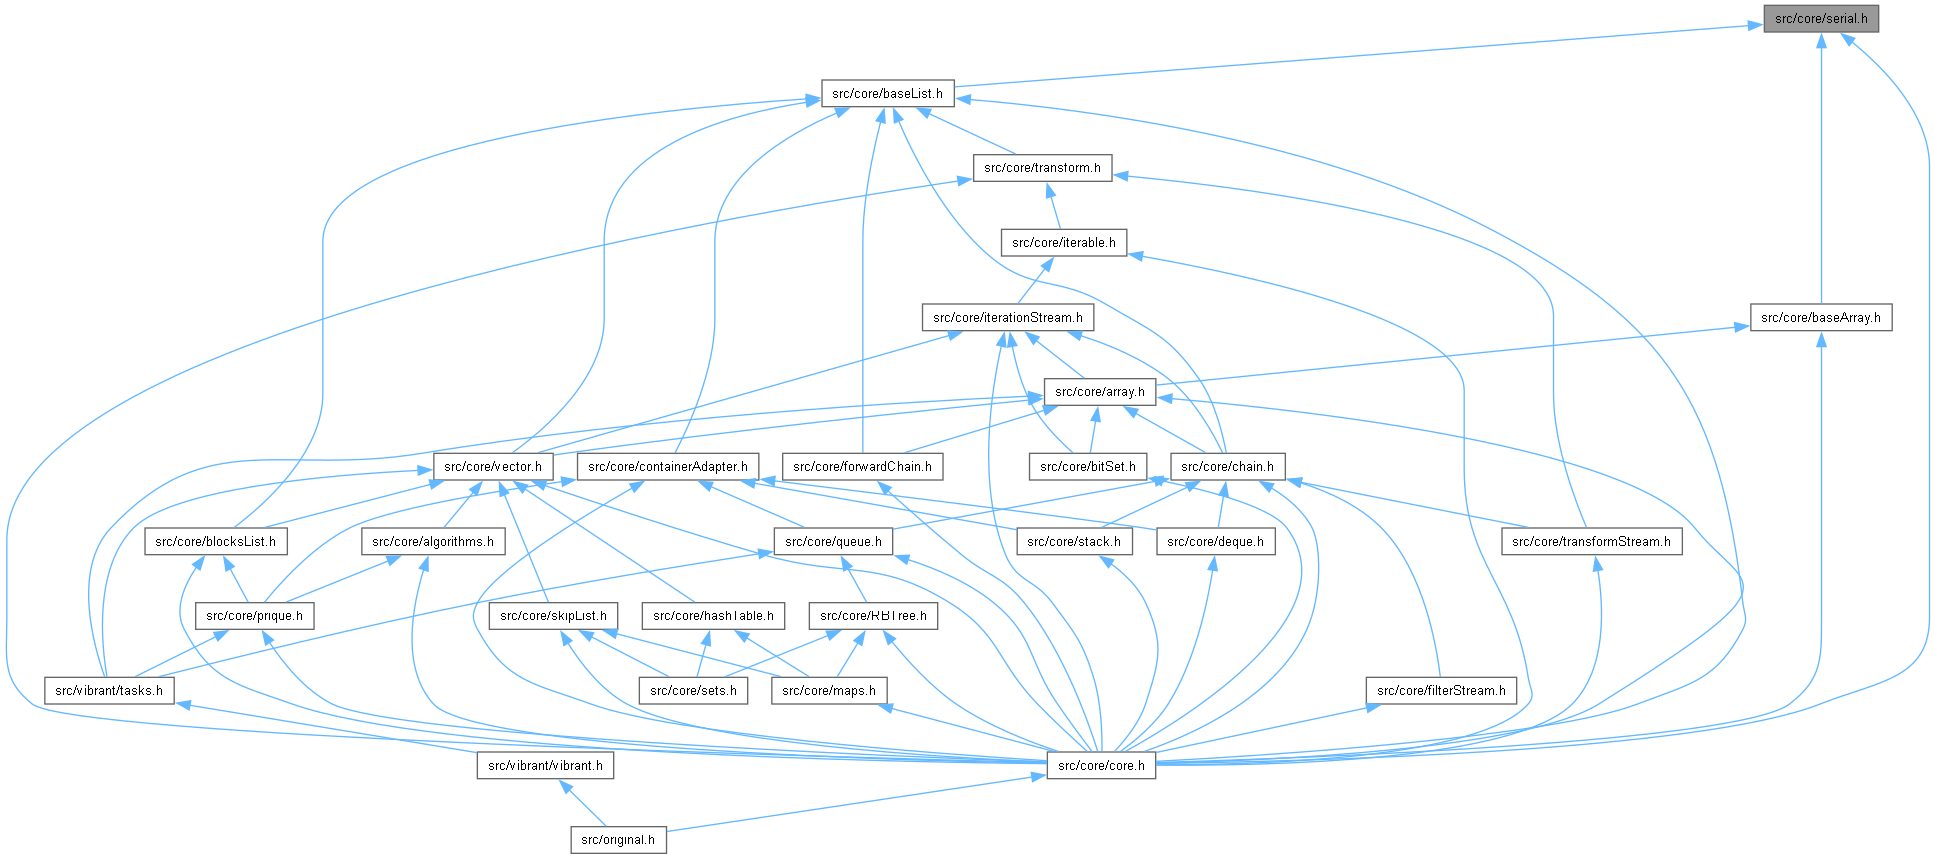 src/core/serial.h
src/core/baseList.h
src/core/transform.h
src/core/iterable.h
src/core/iterationStream.h
src/core/baseArray.h
src/core/array.h
src/core/vector.h
src/core/containerAdapter.h
src/core/forwardChain.h
src/core/bitSet.h
src/core/chain.h
src/core/blocksList.h
src/core/algorithms.h
src/core/queue.h
src/core/stack.h
src/core/deque.h
src/core/transformStream.h
src/core/prique.h
src/core/skipList.h
src/core/hashTable.h
src/core/RBTree.h
src/vibrant/tasks.h
src/core/sets.h
src/core/maps.h
src/core/filterStream.h
src/vibrant/vibrant.h
src/core/core.h
src/original.h